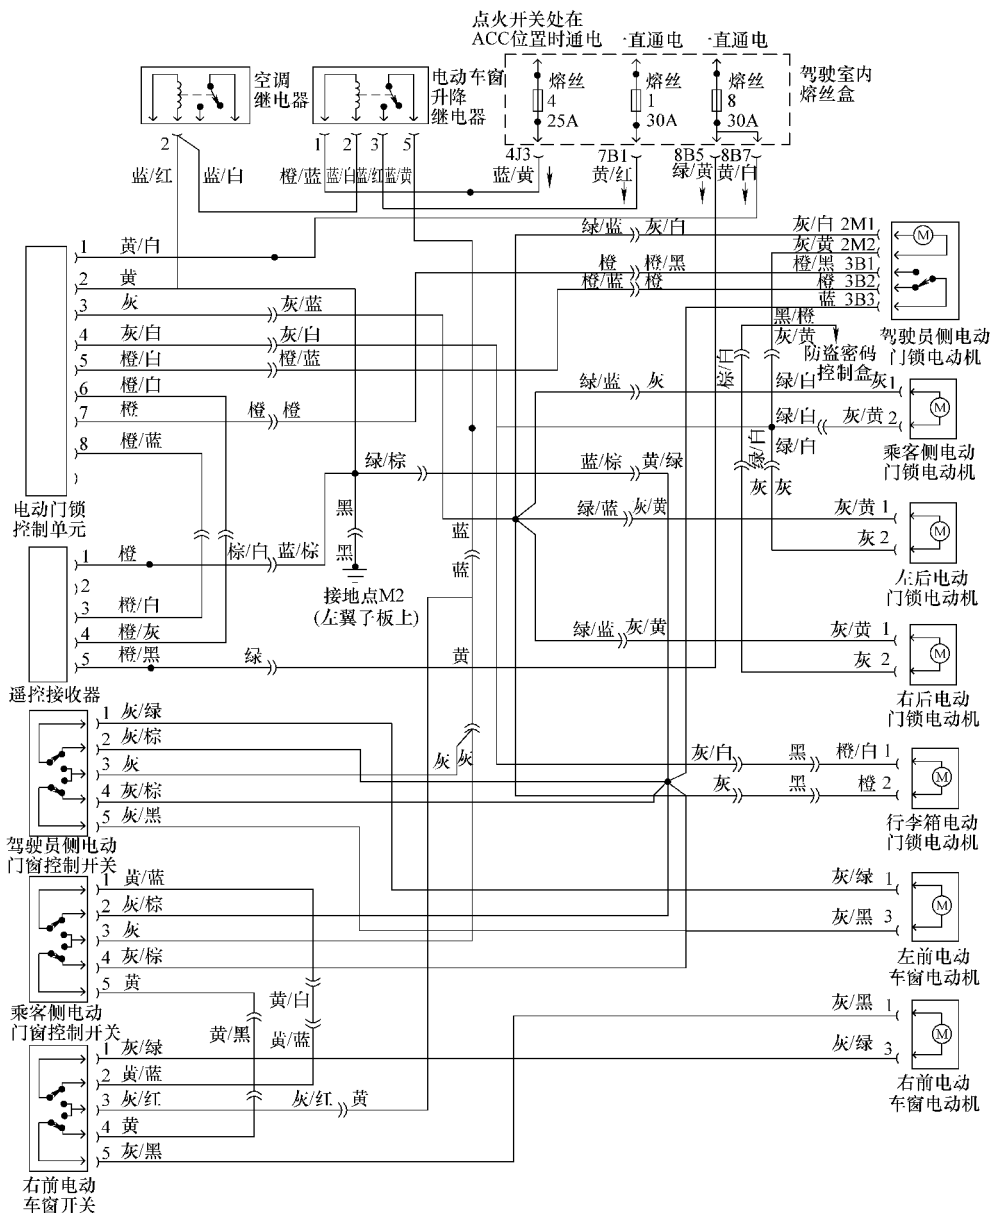 点火开关处在
ACC位置时通电 一直通电 一直通电
空调
继电器
电动车窗
升降
继电器
熔丝
4
25A
熔丝
1
30A
熔丝
8
30A
驾驶室内
熔丝盒
2
1 2 3 5
4J3 7B1 8B5 8B7
蓝/红 蓝/白 橙/蓝 蓝/白 蓝/红 蓝/黄 蓝/黄 黄/红 绿/黄 黄/白
1 黄/白
2 黄
3 灰 灰/蓝
4 灰/白 灰/白
5 橙/白 橙/蓝
6 橙/白
7 橙 橙 橙
8 橙/蓝
电动门锁
控制单元
绿/蓝 灰/白 灰/白 2M1
灰/黄 2M2
橙 橙/黑 橙/黑 3B1
橙/蓝 橙 橙 3B2
蓝 3B3
M
驾驶员侧电动
门锁电动机
黑/橙
灰/黄
防盗密码
控制盒
棕/白
绿/蓝 灰 绿/白 灰1
绿/白 灰/黄 2
M
乘客侧电动
门锁电动机
绿/白
绿/白
灰 灰
绿/棕 蓝/棕 黄/绿
黑
黑
接地点M2
(左翼子板上)
蓝
蓝
绿/蓝 灰/黄 灰/黄 1
灰 2
M
左后电动
门锁电动机
1 橙 棕/白 蓝/棕
2
3 橙/白
4 橙/灰
5 橙/黑 绿 黄
遥控接收器
绿/蓝 灰/黄 灰/黄 1
灰 2
M
右后电动
门锁电动机
1 灰/绿
2 灰/棕
3 灰 灰 灰
4 灰/棕
5 灰/黑
驾驶员侧电动
门窗控制开关
灰/白 黑 橙/白 1
灰 黑 橙 2
M
行李箱电动
门锁电动机
1 黄/蓝
2 灰/棕
3 灰
4 灰/棕
5 黄
乘客侧电动
门窗控制开关
灰/绿 1
灰/黑 3
M
左前电动
车窗电动机
黄/白
黄/黑 黄/蓝
1 灰/绿
2 黄/蓝
3 灰/红 灰/红 黄
4 黄
5 灰/黑
右前电动
车窗开关
灰/黑 1
灰/绿 3
M
右前电动
车窗电动机